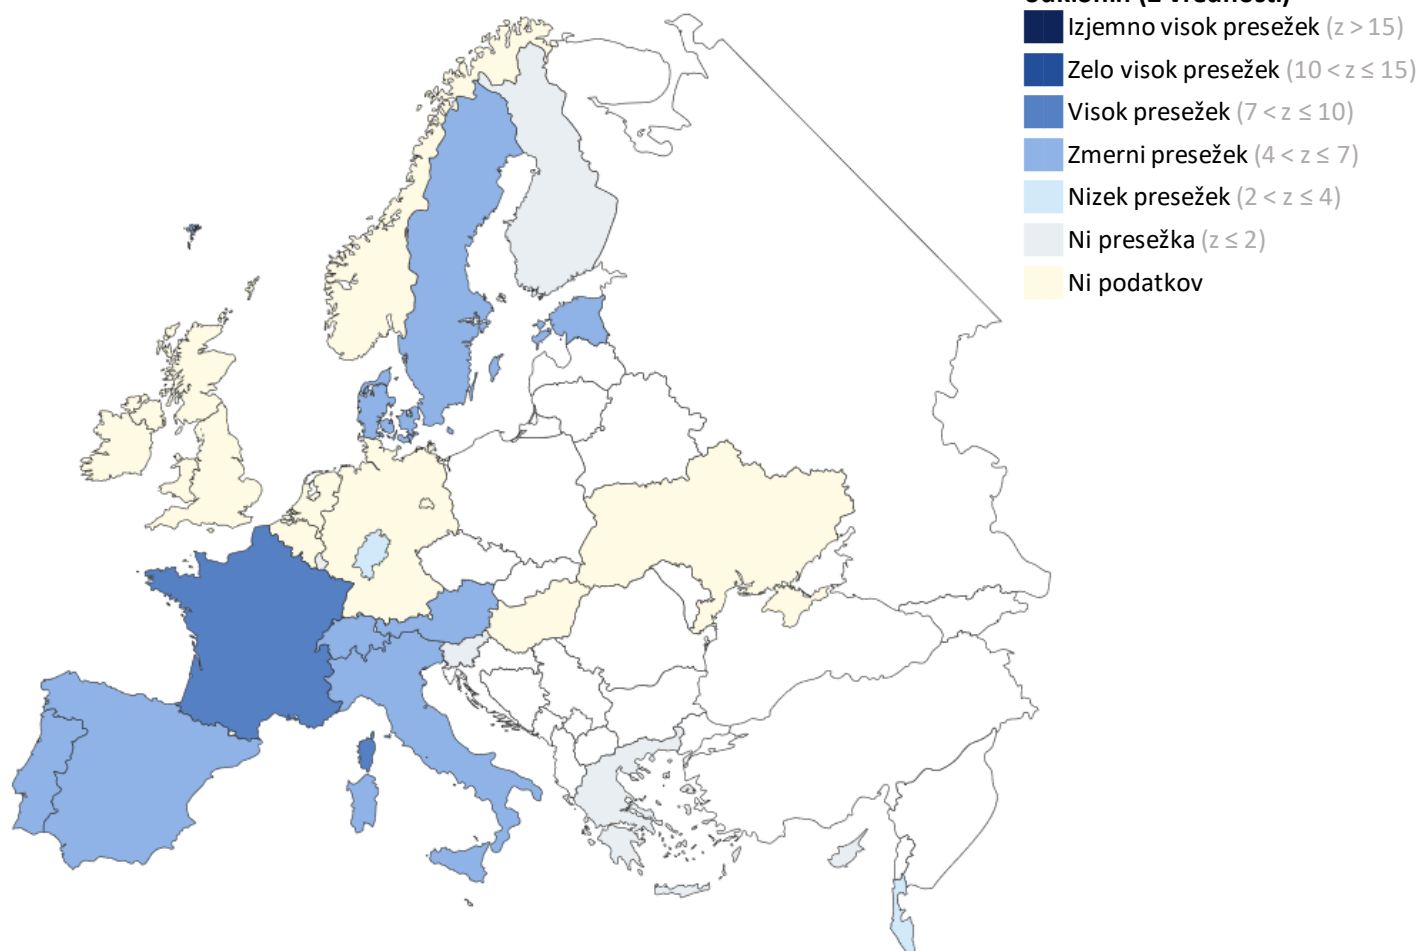 Izjemno visok presežek (z > 15)
Zelo visok presežek (10 < z ≤ 15)
Visok presežek (7 < z ≤ 10)
Zmerni presežek (4 < z ≤ 7)
Nizek presežek (2 < z ≤ 4)
Ni presežka (z ≤ 2)
Ni podatkov